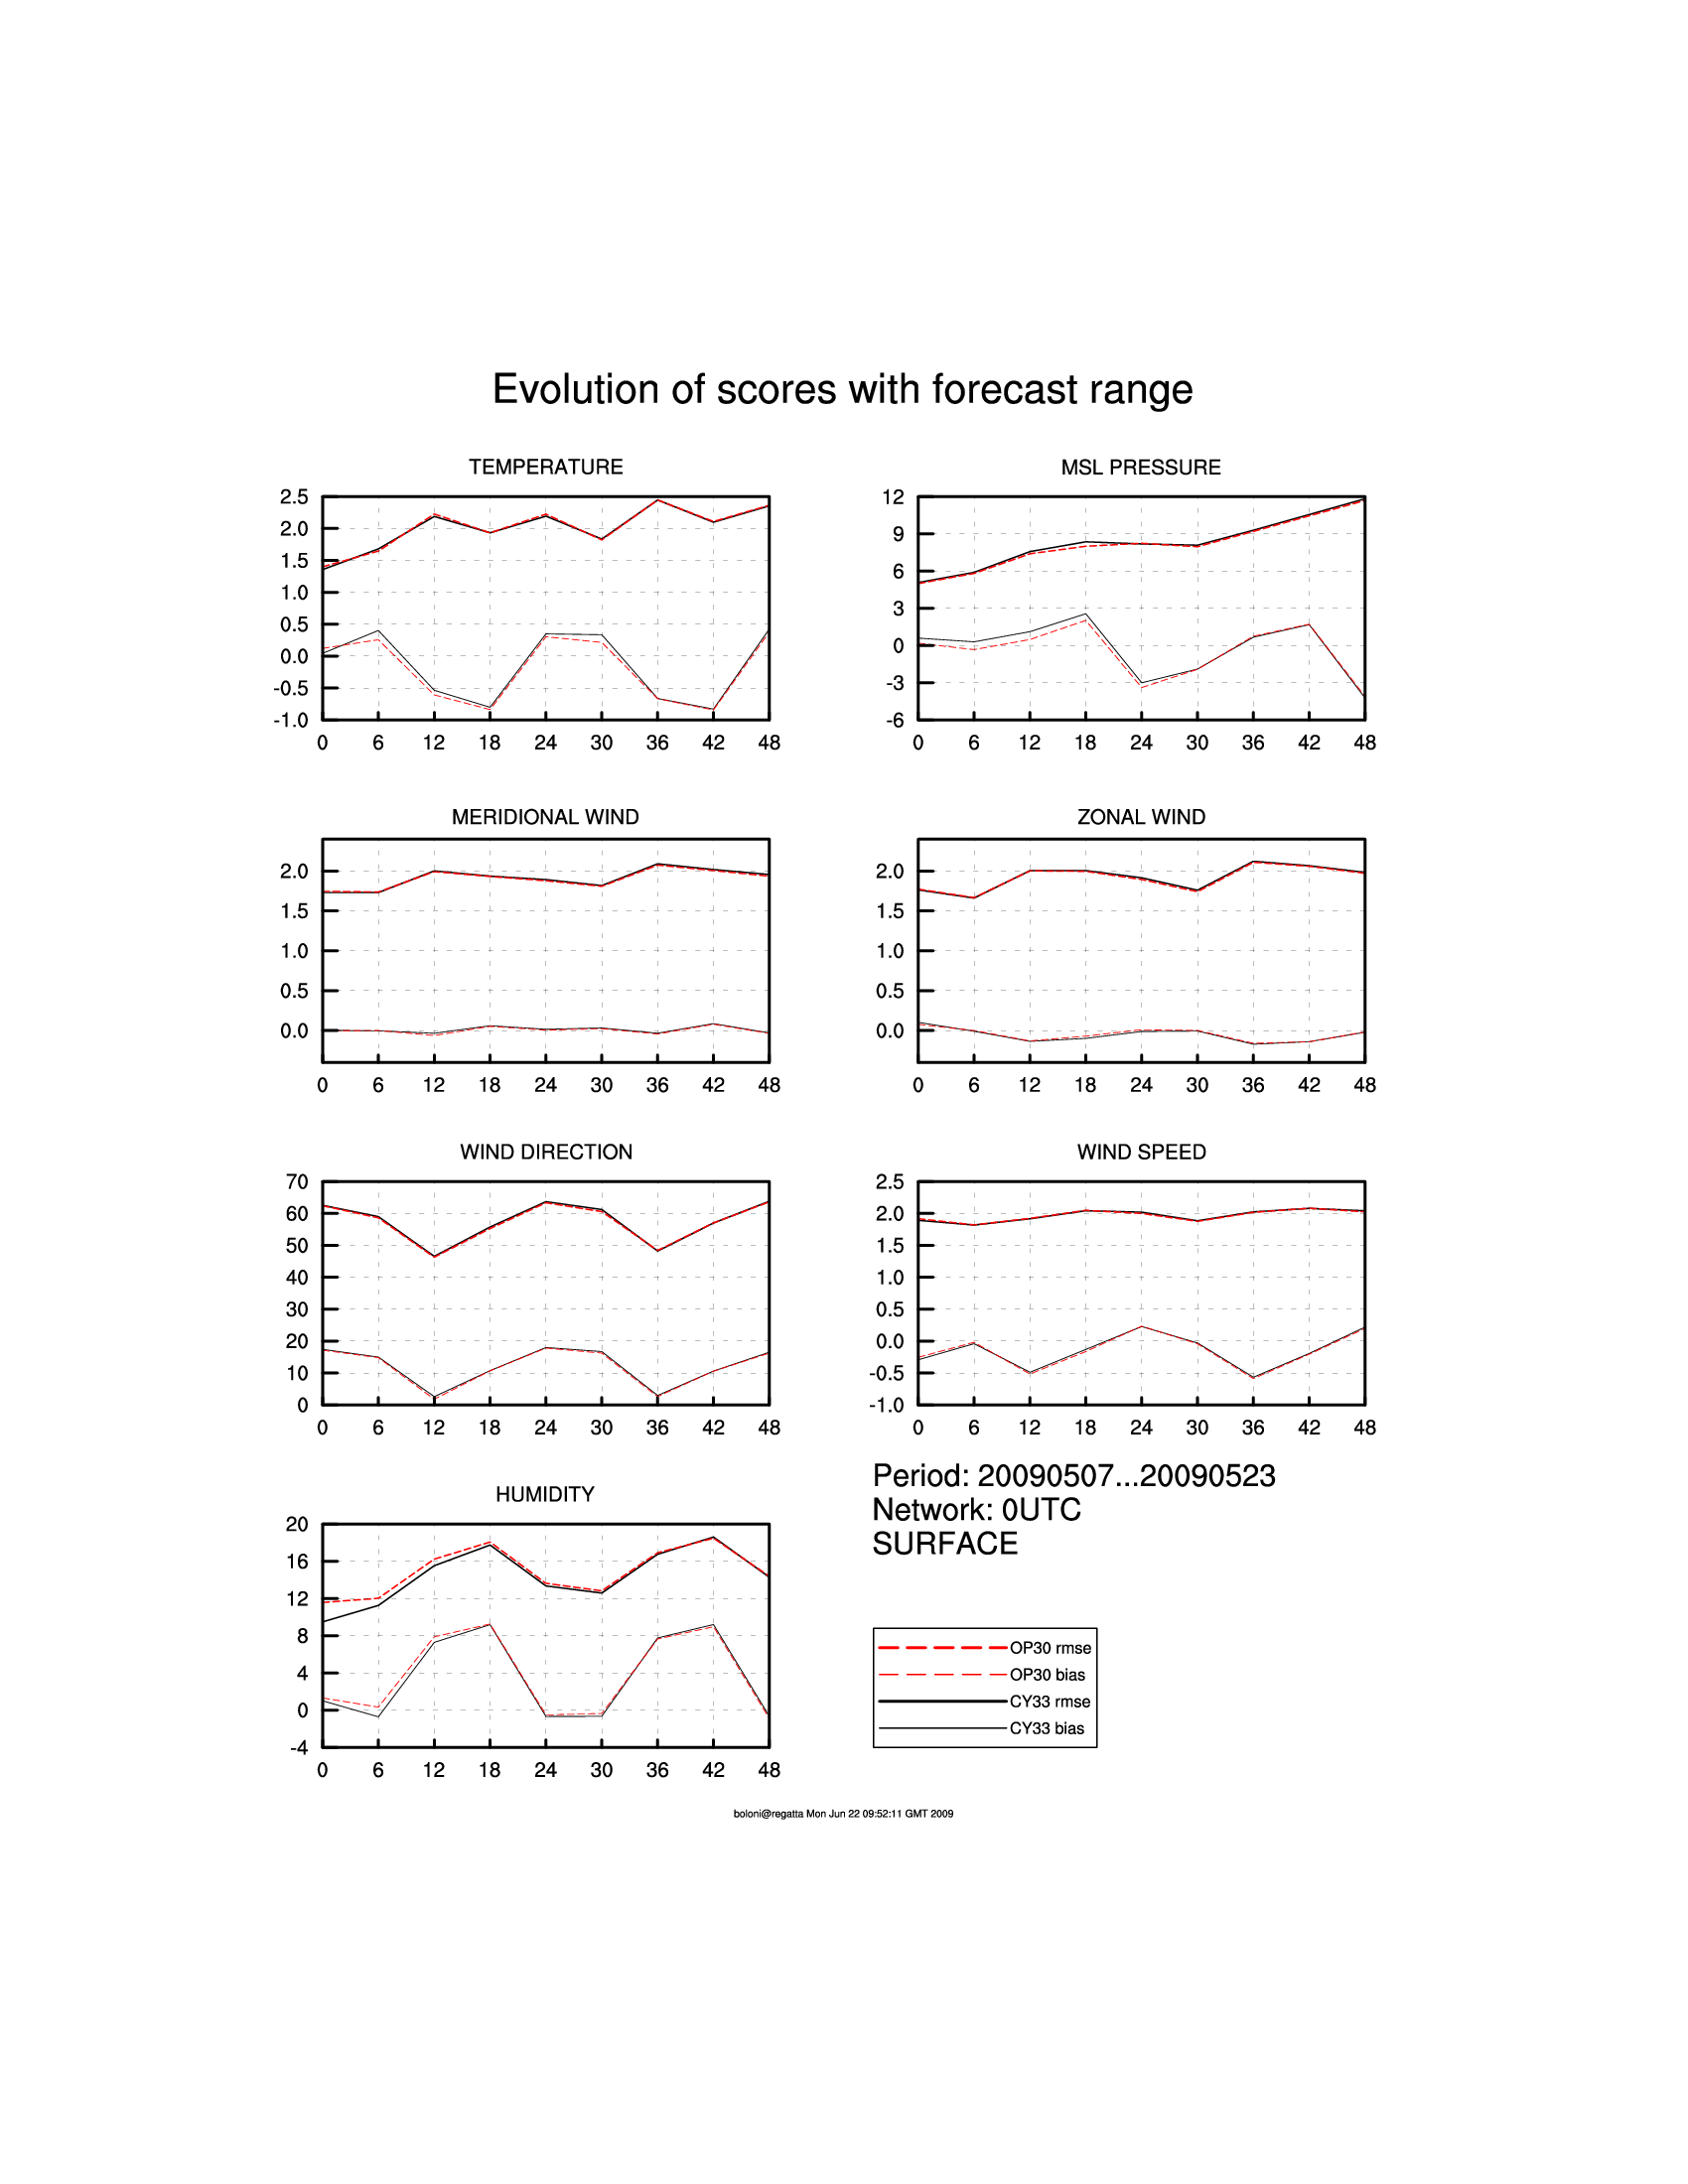 Evolution of scores with forecast range
TEMPERATURE
2.5
2.0
1.5
1.0
0.5
0.0
-0.5
-1.0
0 6 12 18 24 30 36 42 48
MSL PRESSURE
12
9
6
3
0
-3
-6
0 6 12 18 24 30 36 42 48
MERIDIONAL WIND
2.0
1.5
1.0
0.5
0.0
0 6 12 18 24 30 36 42 48
ZONAL WIND
2.0
1.5
1.0
0.5
0.0
0 6 12 18 24 30 36 42 48
WIND DIRECTION
70
60
50
40
30
20
10
0
0 6 12 18 24 30 36 42 48
WIND SPEED
2.5
2.0
1.5
1.0
0.5
0.0
-0.5
-1.0
0 6 12 18 24 30 36 42 48
HUMIDITY
20
16
12
8
4
0
-4
0 6 12 18 24 30 36 42 48
Period: 20090507...20090523
Network: 0UTC
SURFACE
OP30 rmse
OP30 bias
CY33 rmse
CY33 bias
boloni@regatta Mon Jun 22 09:52:11 GMT 2009